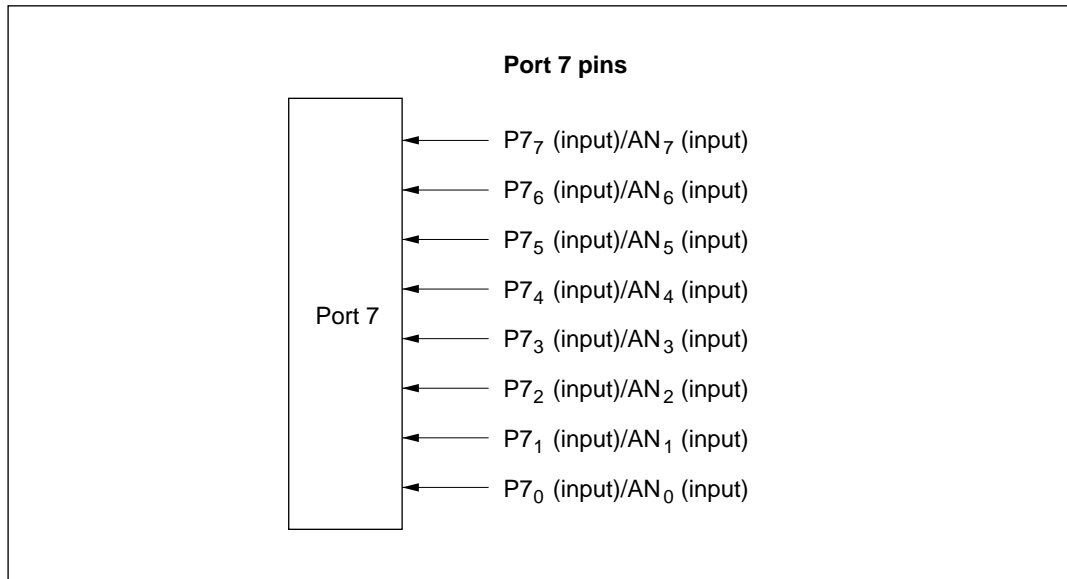 Port 7 pins
P7₇ (input)/AN₇ (input)
P7₆ (input)/AN₆ (input)
P7₅ (input)/AN₅ (input)
P7₄ (input)/AN₄ (input)
Port 7
P7₃ (input)/AN₃ (input)
P7₂ (input)/AN₂ (input)
P7₁ (input)/AN₁ (input)
P7₀ (input)/AN₀ (input)